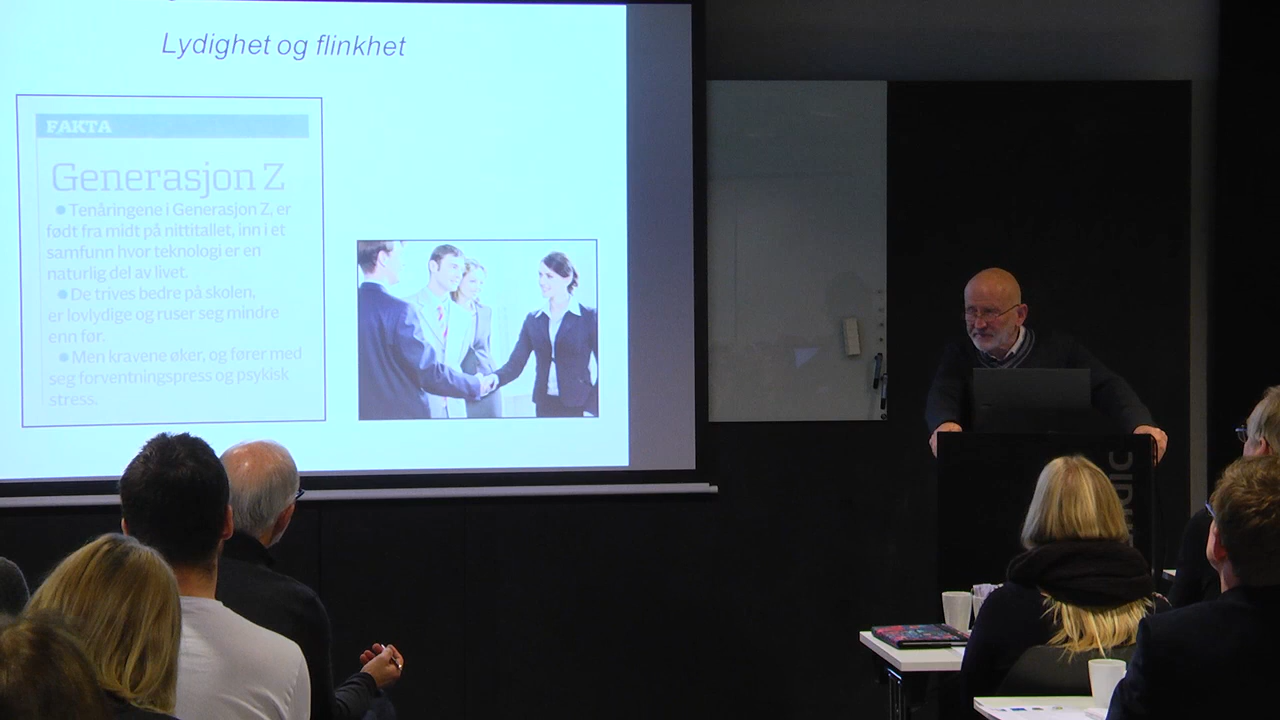 Lydighet og flinkhet
FAKTA
Generasjon Z
● Tenåringene i Generasjon Z, er
født fra midt på nittitallet, inn i et
samfunn hvor teknologi er en
naturlig del av livet.
● De trives bedre på skolen,
er lovlydige og ruser seg mindre
enn før.
● Men kravene øker, og fører med
seg forventningspress og psykisk
stress.